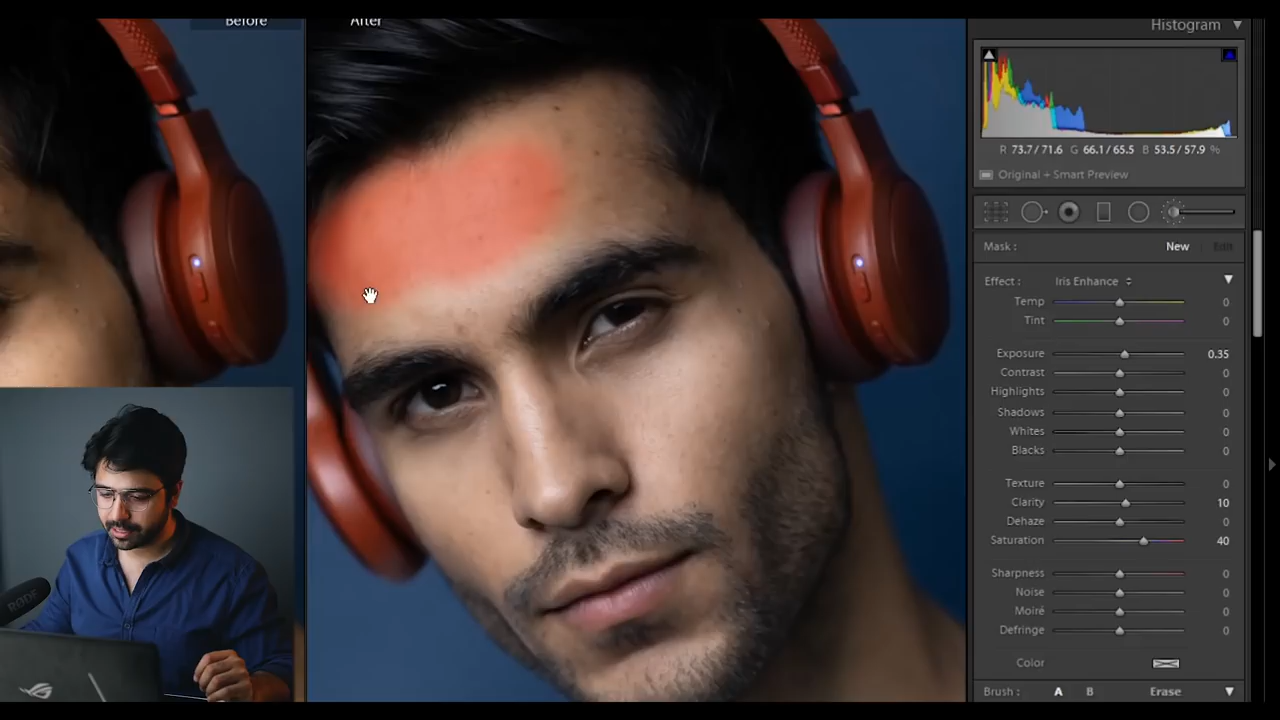 Before
After
Histogram
R 73.7 / 71.6 G 66.1 / 65.5 B 53.5 / 57.9 %
Original + Smart Preview
Mask : New Edit
Effect : Iris Enhance
Temp 0
Tint 0
Exposure 0.35
Contrast 0
Highlights 0
Shadows 0
Whites 0
Blacks 0
Texture 0
Clarity 10
Dehaze 0
Saturation 40
Sharpness 0
Noise 0
Moiré 0
Defringe 0
Color
Brush : A B Erase
RØDE